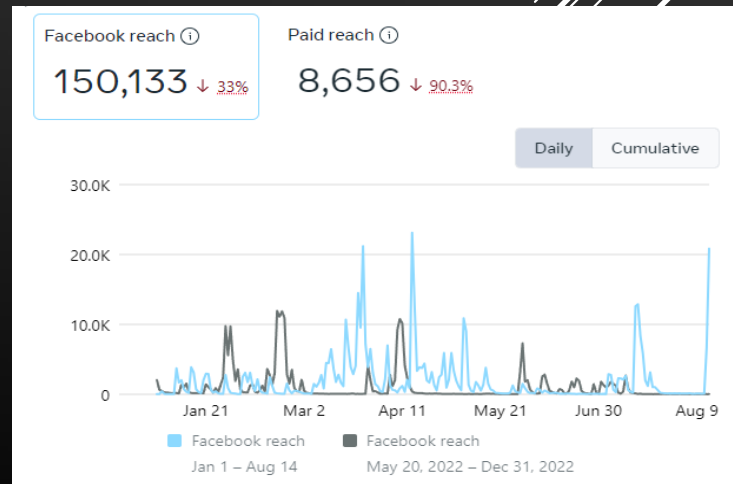 Facebook reach Paid reach
150,133 ↓ 33% 8,656 ↓ 90.3%
Daily Cumulative
30.0K
20.0K
10.0K
0
Jan 21 Mar 2 Apr 11 May 21 Jun 30 Aug 9
Facebook reach Facebook reach
Jan 1 – Aug 14 May 20, 2022 – Dec 31, 2022